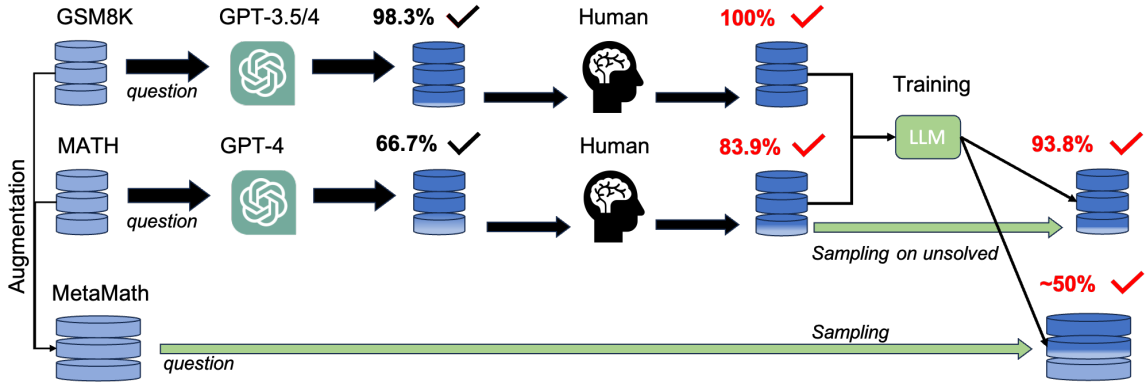 GSM8K
GPT-3.5/4
98.3%
Human
100%
question
Training
LLM
MATH
GPT-4
66.7%
Human
83.9%
93.8%
question
Sampling on unsolved
Augmentation
MetaMath
~50%
Sampling
question